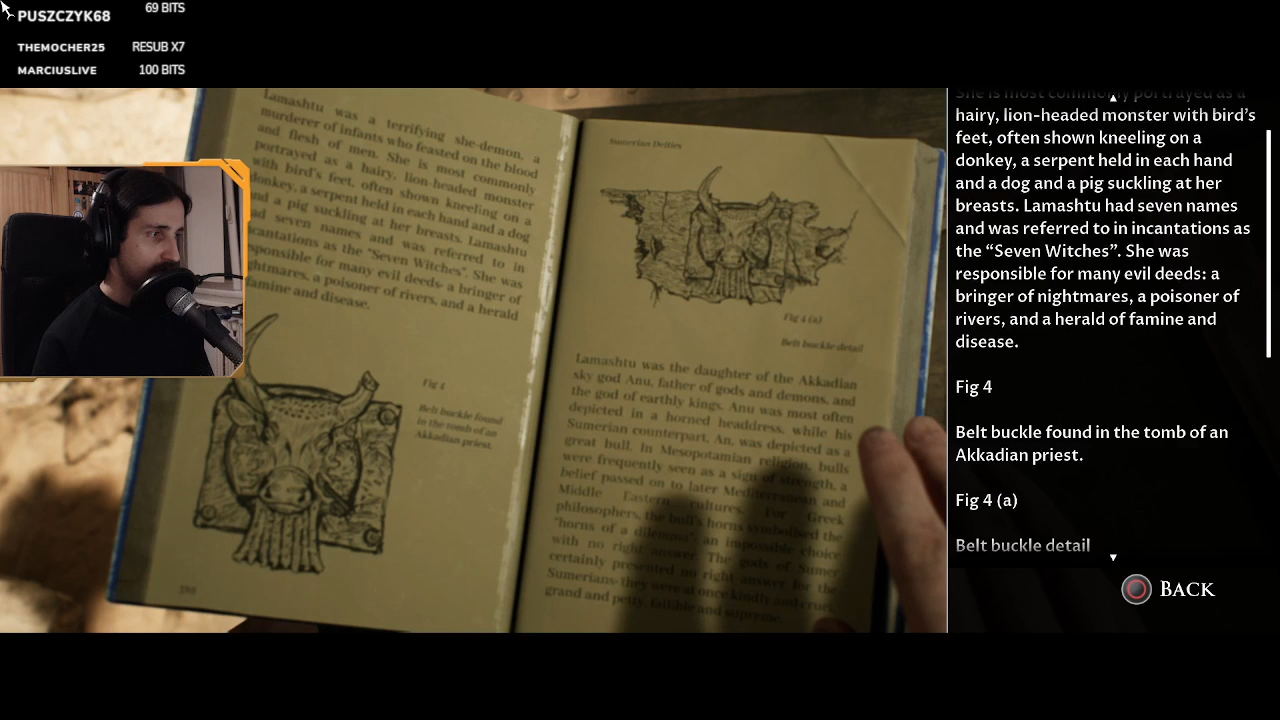 PUSZCZYK68 69 BITS
THEMOCHER25 RESUB X7
MARCIUSLIVE 100 BITS
Lamashtu was a terrifying she-demon, a
murderer of infants who feasted on the blood
and flesh of men. She is most commonly
portrayed as a hairy, lion-headed monster
with bird's feet, often shown kneeling on a
donkey, a serpent held in each hand and a dog
and a pig suckling at her breasts. Lamashtu
had seven names and was referred to in
incantations as the "Seven Witches". She was
responsible for many evil deeds- a bringer of
nightmares, a poisoner of rivers, and a herald
famine and disease.
Fig 4
Belt buckle found
in the tomb of an
Akkadian priest.
Sumerian Deities
Fig 4 (a)
Belt buckle detail
Lamashtu was the daughter of the Akkadian
sky god Anu, father of gods and demons, and
the god of earthly kings. Anu was most often
depicted in a horned headdress, while his
Sumerian counterpart, An, was depicted as a
great bull. In Mesopotamian religion, bulls
were frequently seen as a sign of strength, a
belief passed on to later Mediterranean and
Middle Eastern cultures. For Greek
philosophers, the bull's horns symbolised the
"horns of a dilemma", an impossible choice
with no right answer. The gods of Sumer
certainly presented no right answer for the
Sumerians- they were at once kindly and cruel,
grand and petty, fallible and supreme.
She is most commonly portrayed as a
hairy, lion-headed monster with bird's
feet, often shown kneeling on a
donkey, a serpent held in each hand
and a dog and a pig suckling at her
breasts. Lamashtu had seven names
and was referred to in incantations as
the “Seven Witches”. She was
responsible for many evil deeds: a
bringer of nightmares, a poisoner of
rivers, and a herald of famine and
disease.
Fig 4
Belt buckle found in the tomb of an
Akkadian priest.
Fig 4 (a)
Belt buckle detail
BACK